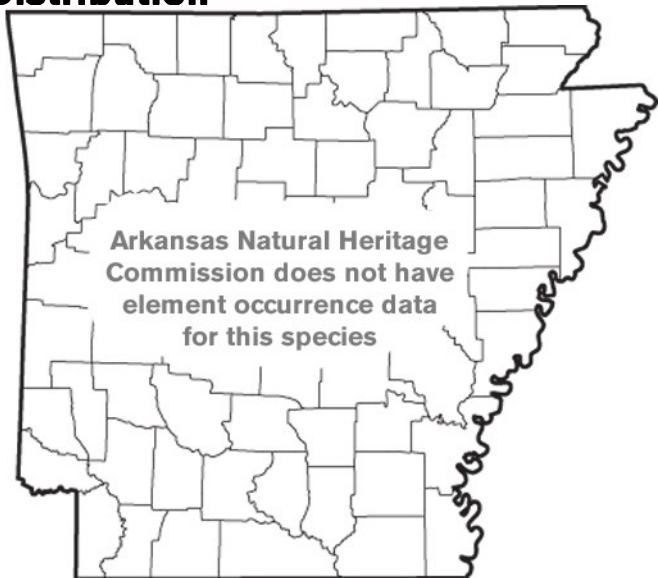 Distribution
Arkansas Natural Heritage
Commission does not have
element occurrence data
for this species